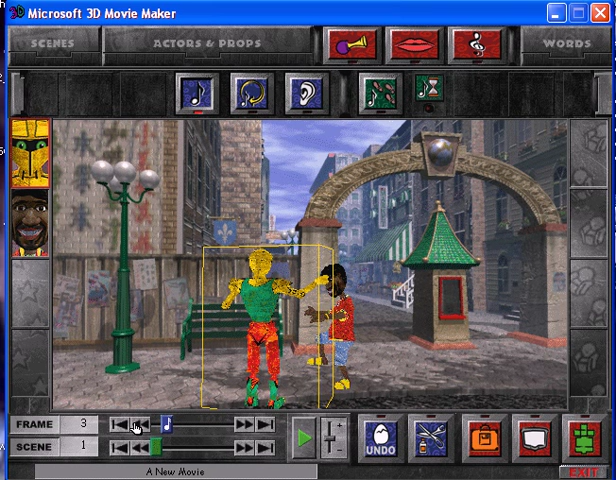 Microsoft 3D Movie Maker
SCENES
ACTORS & PROPS
WORDS
FRAME 3
SCENE 1
UNDO
A New Movie
EXIT